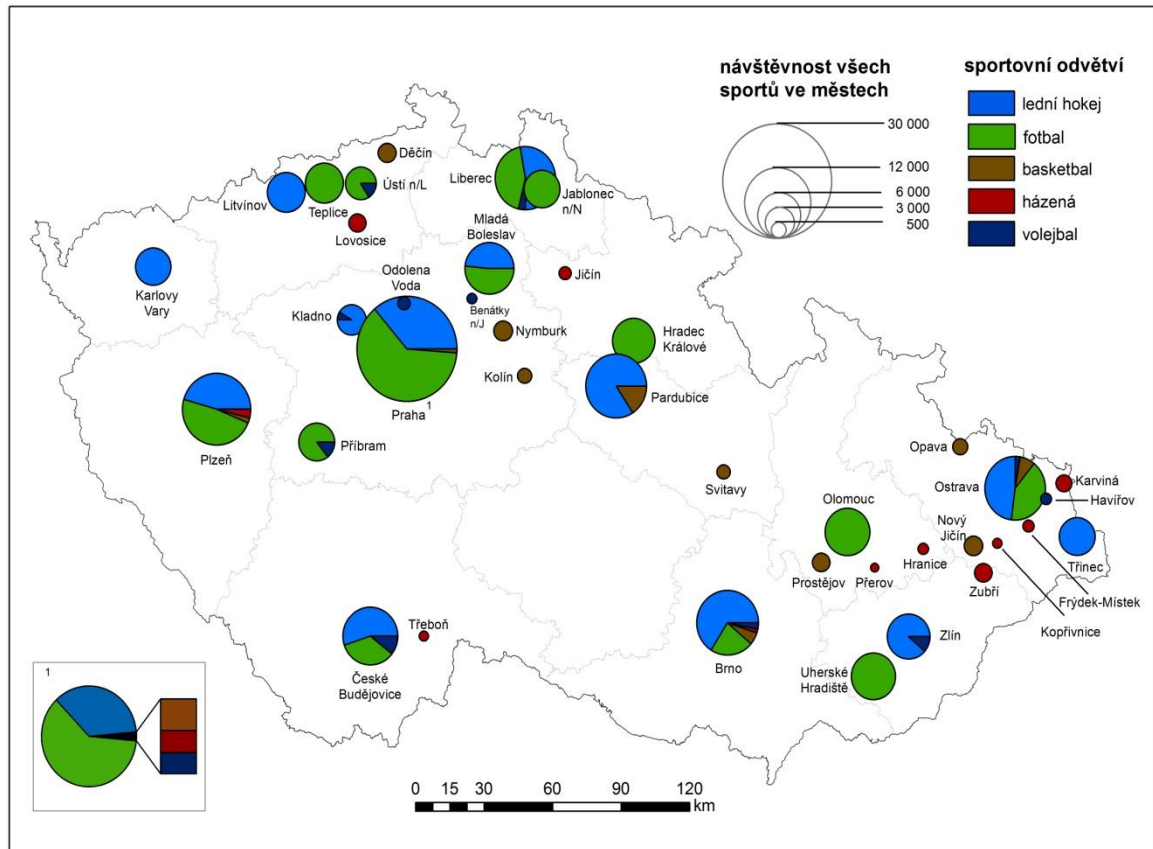 návštěvnost všech
sportů ve městech
30 000
12 000
6 000
3 000
500
sportovní odvětví
lední hokej
fotbal
basketbal
házená
volejbal
Děčín
Ústí n/L
Litvínov
Teplice
Lovosice
Liberec
Jablonec
n/N
Mladá
Boleslav
Jičín
Karlovy
Vary
Odolena
Voda
Benátky
n/J
Kladno
Nymburk
Hradec
Králové
Kolín
Pardubice
Praha 1
Plzeň
Příbram
Svitavy
Opava
Ostrava
Karviná
Havířov
Olomouc
Nový
Jičín
Třinec
Prostějov
Přerov
Hranice
Zubří
Frýdek-Místek
Kopřivnice
Třeboň
České
Budějovice
Brno
Zlín
Uherské
Hradiště
1
0 15 30 60 90 120
km